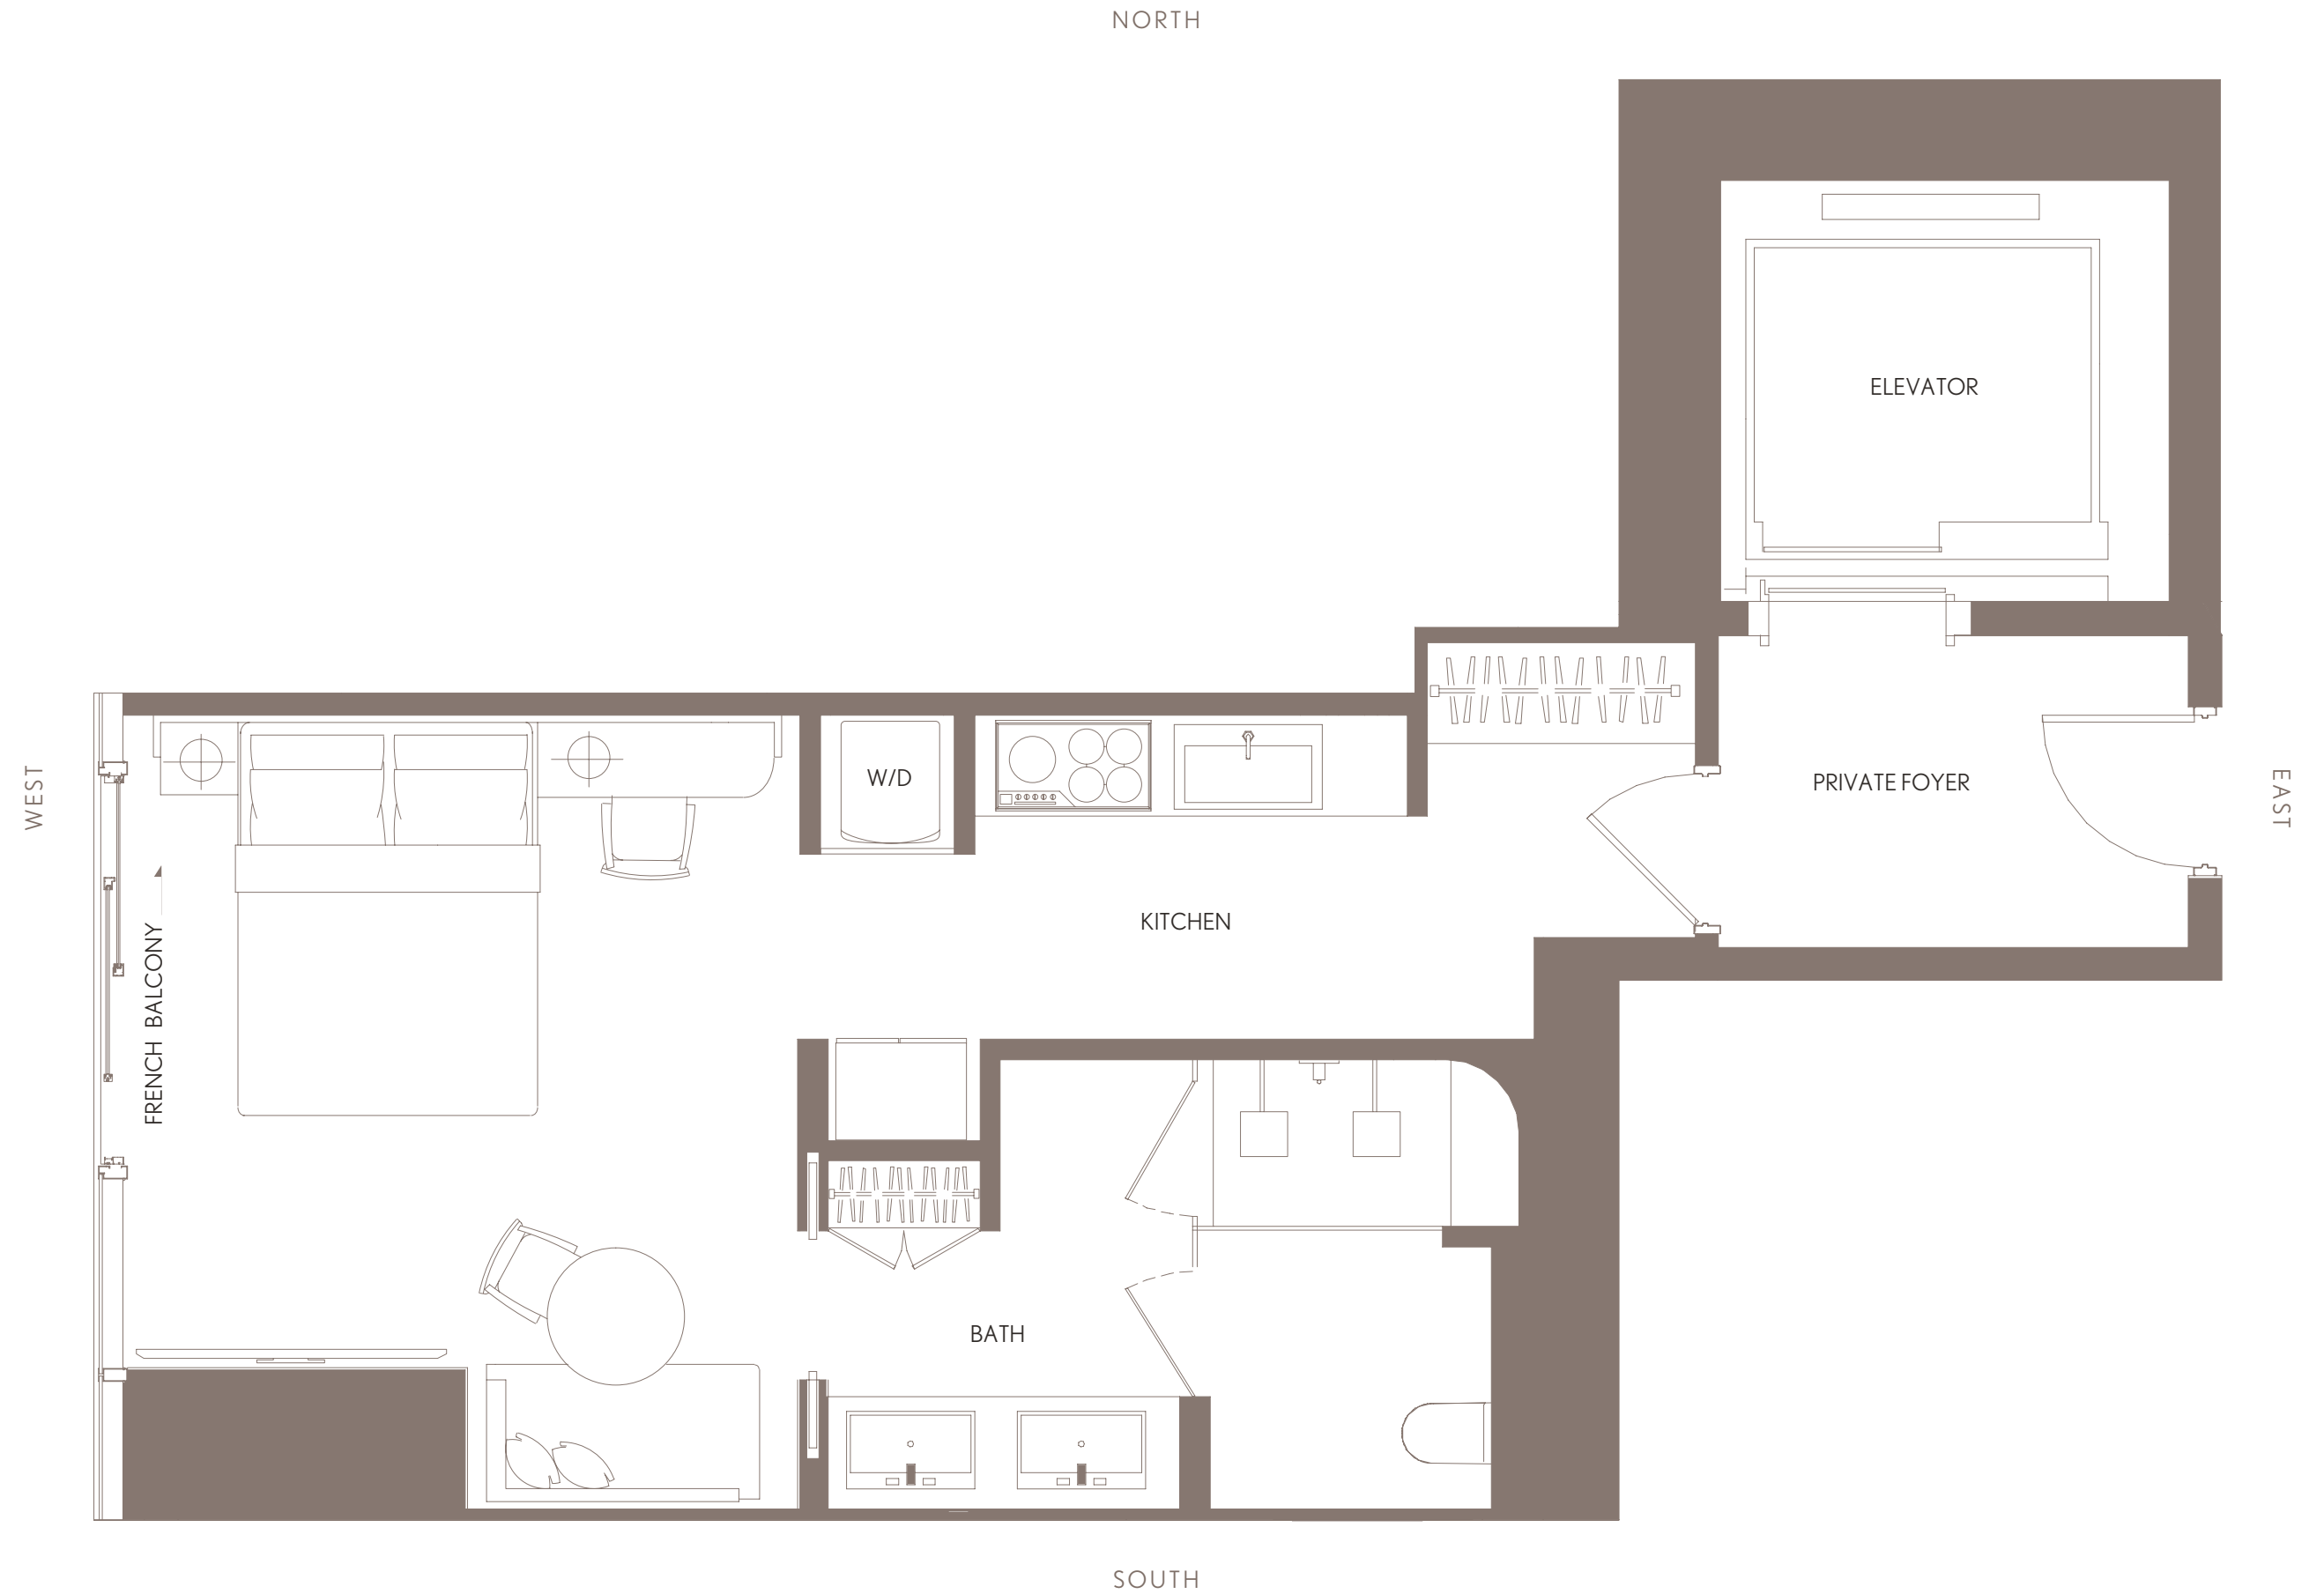 NORTH
ELEVATOR
WEST
W/D
PRIVATE FOYER
EAST
KITCHEN
FRENCH BALCONY
BATH
SOUTH